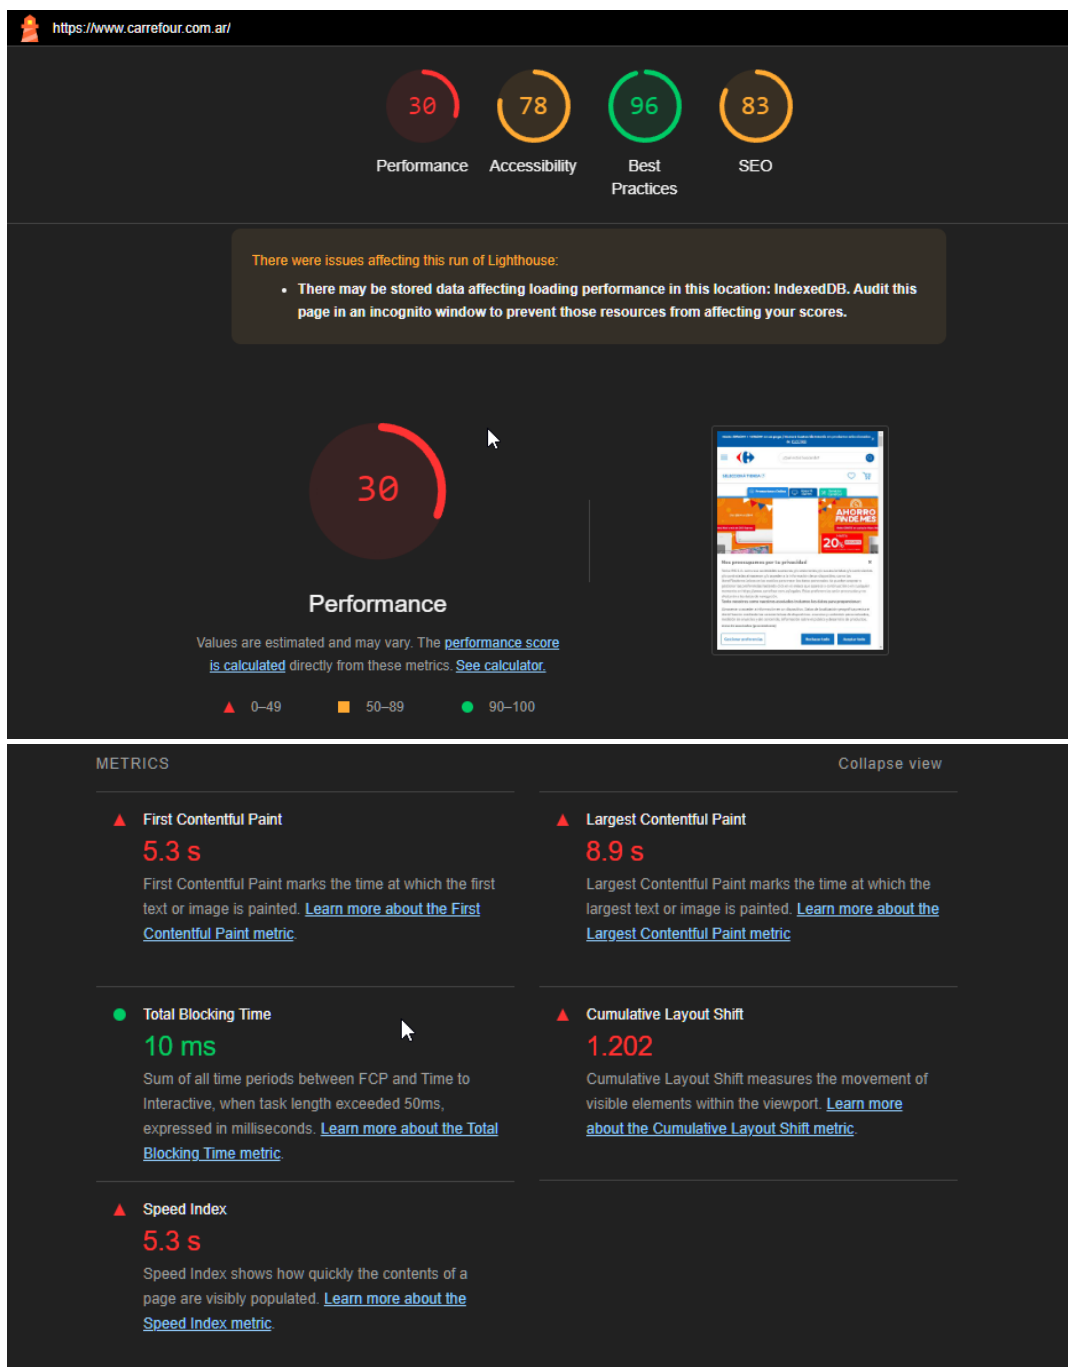 https://www.carrefour.com.ar/
30
78
96
83
Performance
Accessibility
Best
Practices
SEO
There were issues affecting this run of Lighthouse:
• There may be stored data affecting loading performance in this location: IndexedDB. Audit this
page in an incognito window to prevent those resources from affecting your scores.
30
Performance
Values are estimated and may vary. The performance score
is calculated directly from these metrics. See calculator.
0–49
50–89
90–100
AHORRO
FIN DE MES
20
Nos preocupamos por tu privacidad
METRICS
Collapse view
First Contentful Paint
5.3 s
First Contentful Paint marks the time at which the first
text or image is painted. Learn more about the First
Contentful Paint metric.
Largest Contentful Paint
8.9 s
Largest Contentful Paint marks the time at which the
largest text or image is painted. Learn more about the
Largest Contentful Paint metric
Total Blocking Time
10 ms
Sum of all time periods between FCP and Time to
Interactive, when task length exceeded 50ms,
expressed in milliseconds. Learn more about the Total
Blocking Time metric.
Cumulative Layout Shift
1.202
Cumulative Layout Shift measures the movement of
visible elements within the viewport. Learn more
about the Cumulative Layout Shift metric.
Speed Index
5.3 s
Speed Index shows how quickly the contents of a
page are visibly populated. Learn more about the
Speed Index metric.